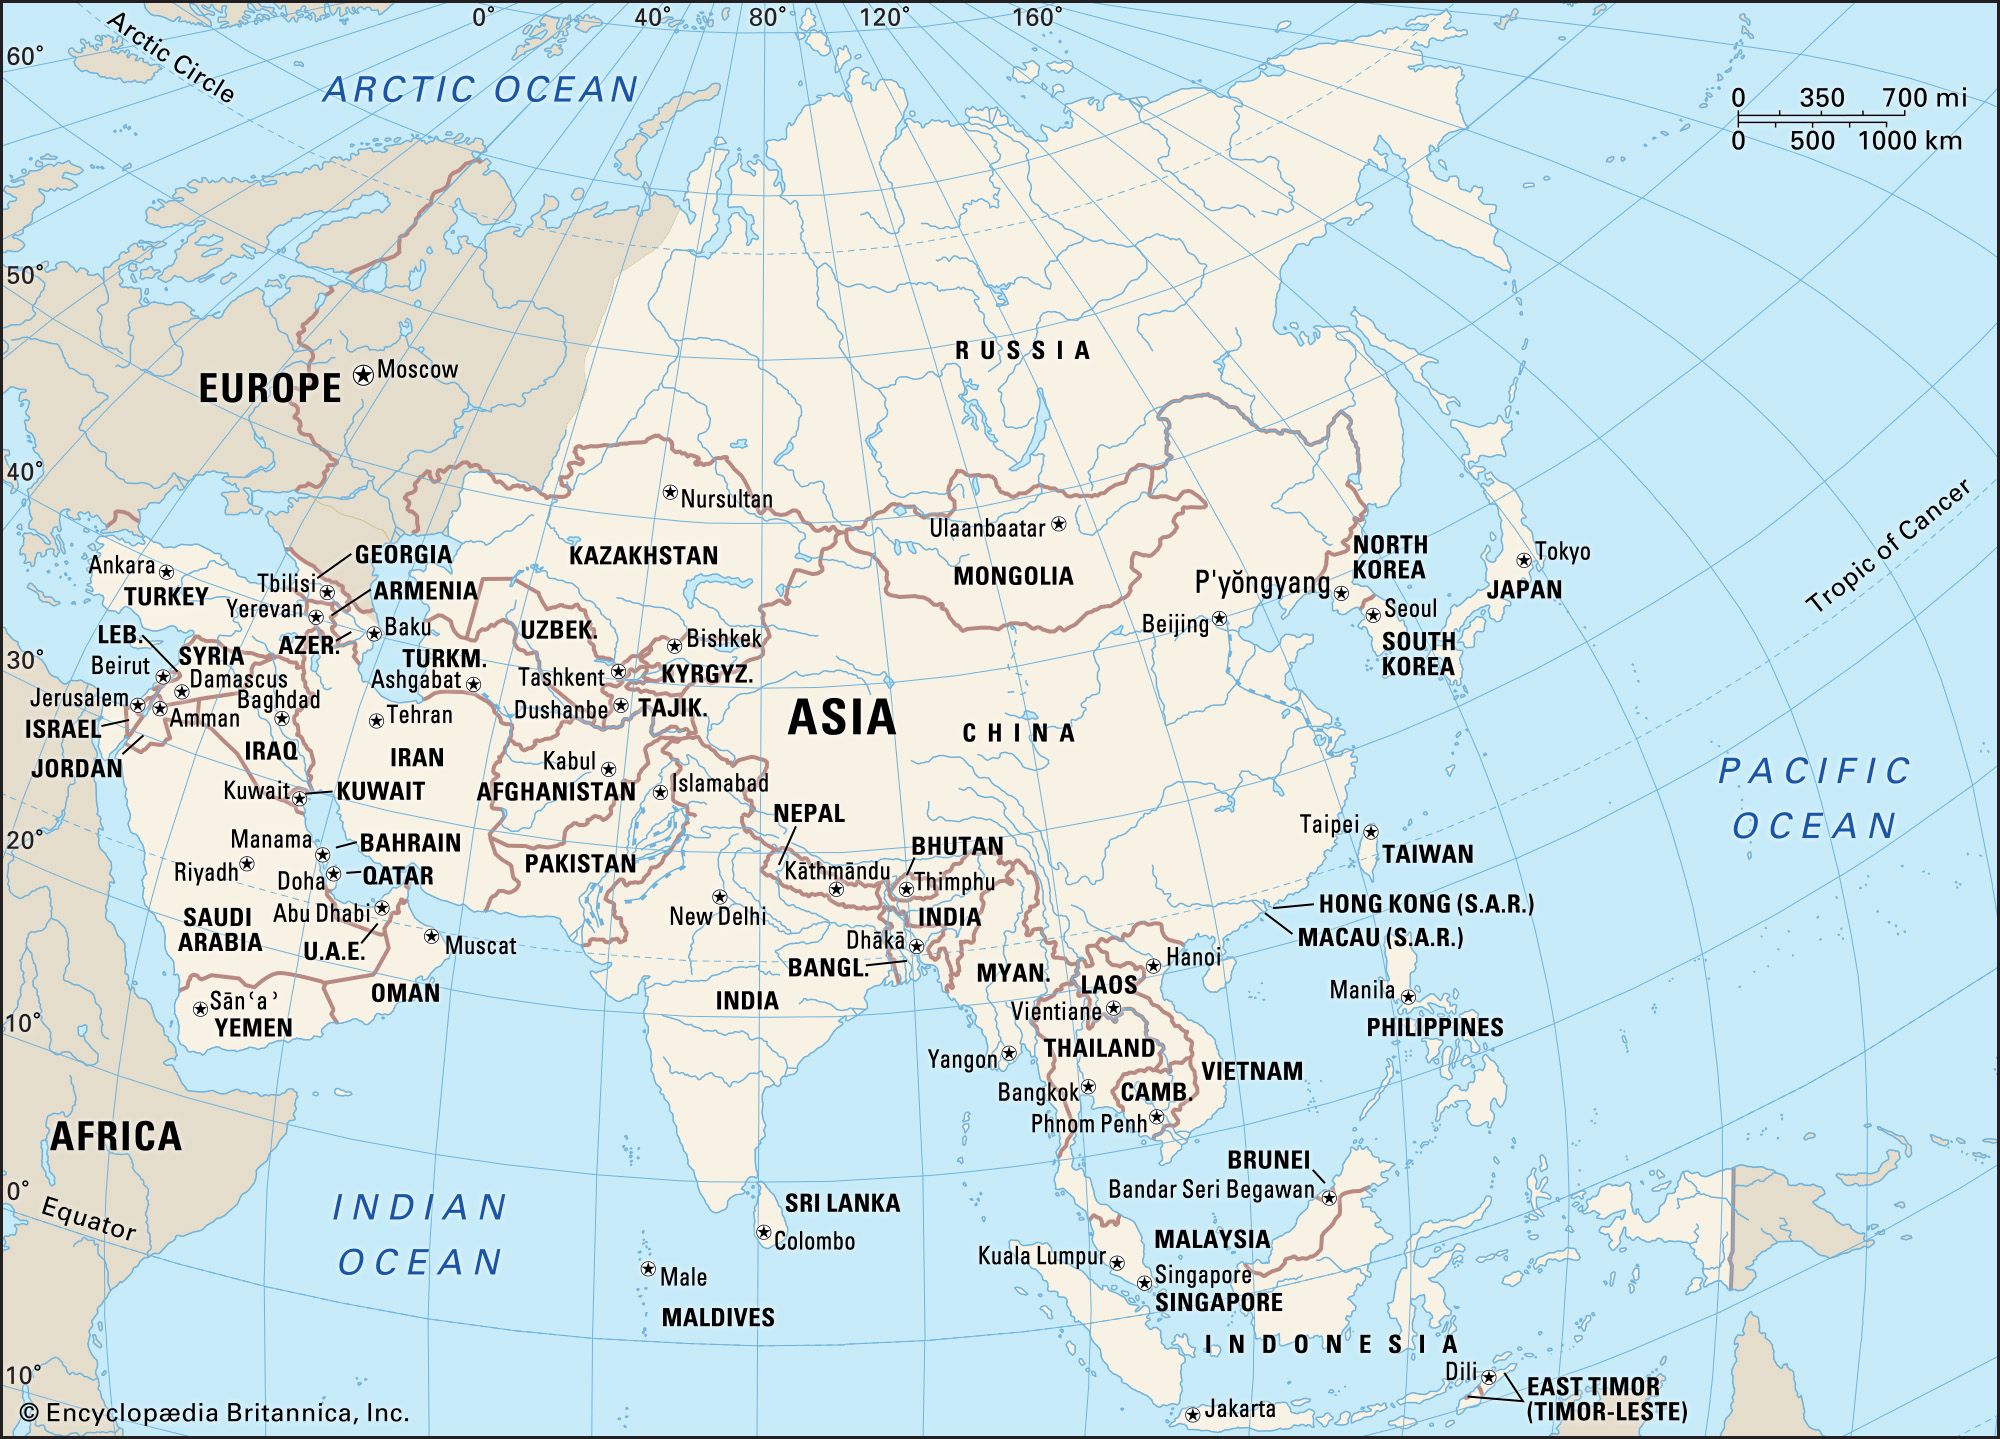 0°
40°
80°
120°
160°
60°
Arctic Circle
ARCTIC OCEAN
0 350 700 mi
0 500 1000 km
50°
RUSSIA
EUROPE
Moscow
40°
Nursultan
Ulaanbaatar
Tropic of Cancer
GEORGIA
KAZAKHSTAN
MONGOLIA
NORTH
KOREA
Tokyo
JAPAN
Ankara
TURKEY
Tbilisi
ARMENIA
Yerevan
P'yŏngyang
Seoul
Beijing
SOUTH
KOREA
LEB.
AZER.
Baku
UZBEK.
Bishkek
30°
SYRIA
Beirut
Damascus
TURKM.
Ashgabat
Tashkent
KYRGYZ.
Jerusalem
Baghdad
Amman
Tehran
Dushanbe
TAJIK.
ASIA
CHINA
ISRAEL
IRAQ
IRAN
JORDAN
Kabul
AFGHANISTAN
Islamabad
PACIFIC
OCEAN
Kuwait
KUWAIT
NEPAL
20°
Manama
BAHRAIN
BHUTAN
Taipei
TAIWAN
Riyadh
Doha
QATAR
PAKISTAN
Kāthmāndu
Thimphu
SAUDI
ARABIA
Abu Dhabi
New Delhi
INDIA
HONG KONG (S.A.R.)
U.A.E.
Muscat
Dhākā
MACAU (S.A.R.)
BANGL.
MYAN.
Hanoi
LAOS
OMAN
Sānʿaʾ
YEMEN
INDIA
Vientiane
Manila
PHILIPPINES
10°
Yangon
THAILAND
VIETNAM
Bangkok
CAMB.
Phnom Penh
AFRICA
BRUNEI
Bandar Seri Begawan
0°
Equator
INDIAN
OCEAN
SRI LANKA
Colombo
MALAYSIA
Kuala Lumpur
Male
MALDIVES
Singapore
SINGAPORE
INDONESIA
10°
Dili
EAST TIMOR
(TIMOR-LESTE)
Jakarta
© Encyclopædia Britannica, Inc.